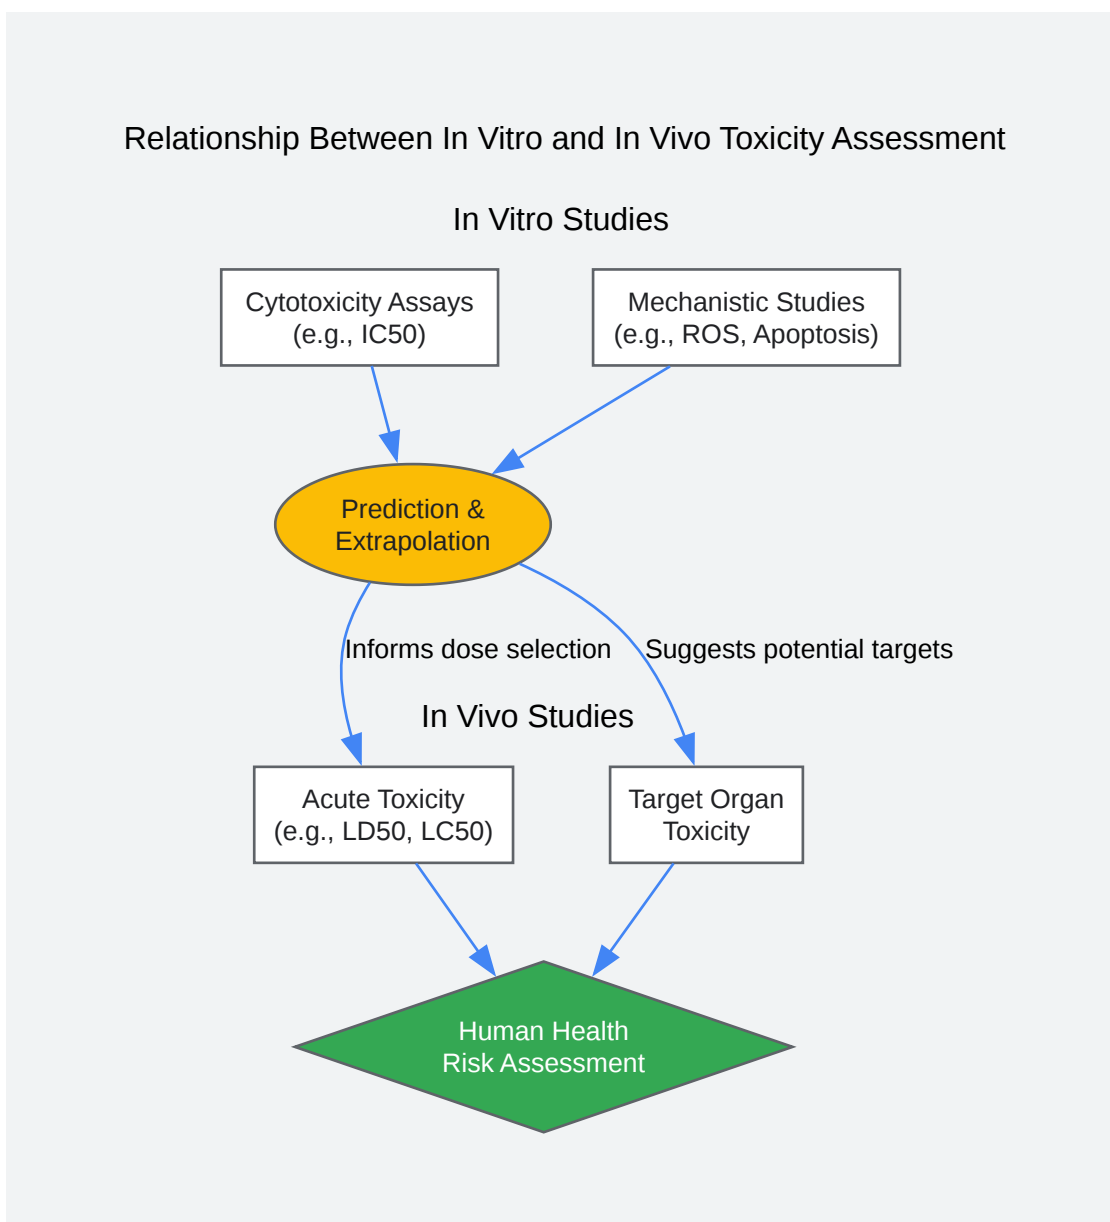 Relationship Between In Vitro and In Vivo Toxicity Assessment
In Vitro Studies
Cytotoxicity Assays
(e.g., IC50)
Mechanistic Studies
(e.g., ROS, Apoptosis)
Prediction &
Extrapolation
Informs dose selection
Suggests potential targets
In Vivo Studies
Acute Toxicity
(e.g., LD50, LC50)
Target Organ
Toxicity
Human Health
Risk Assessment